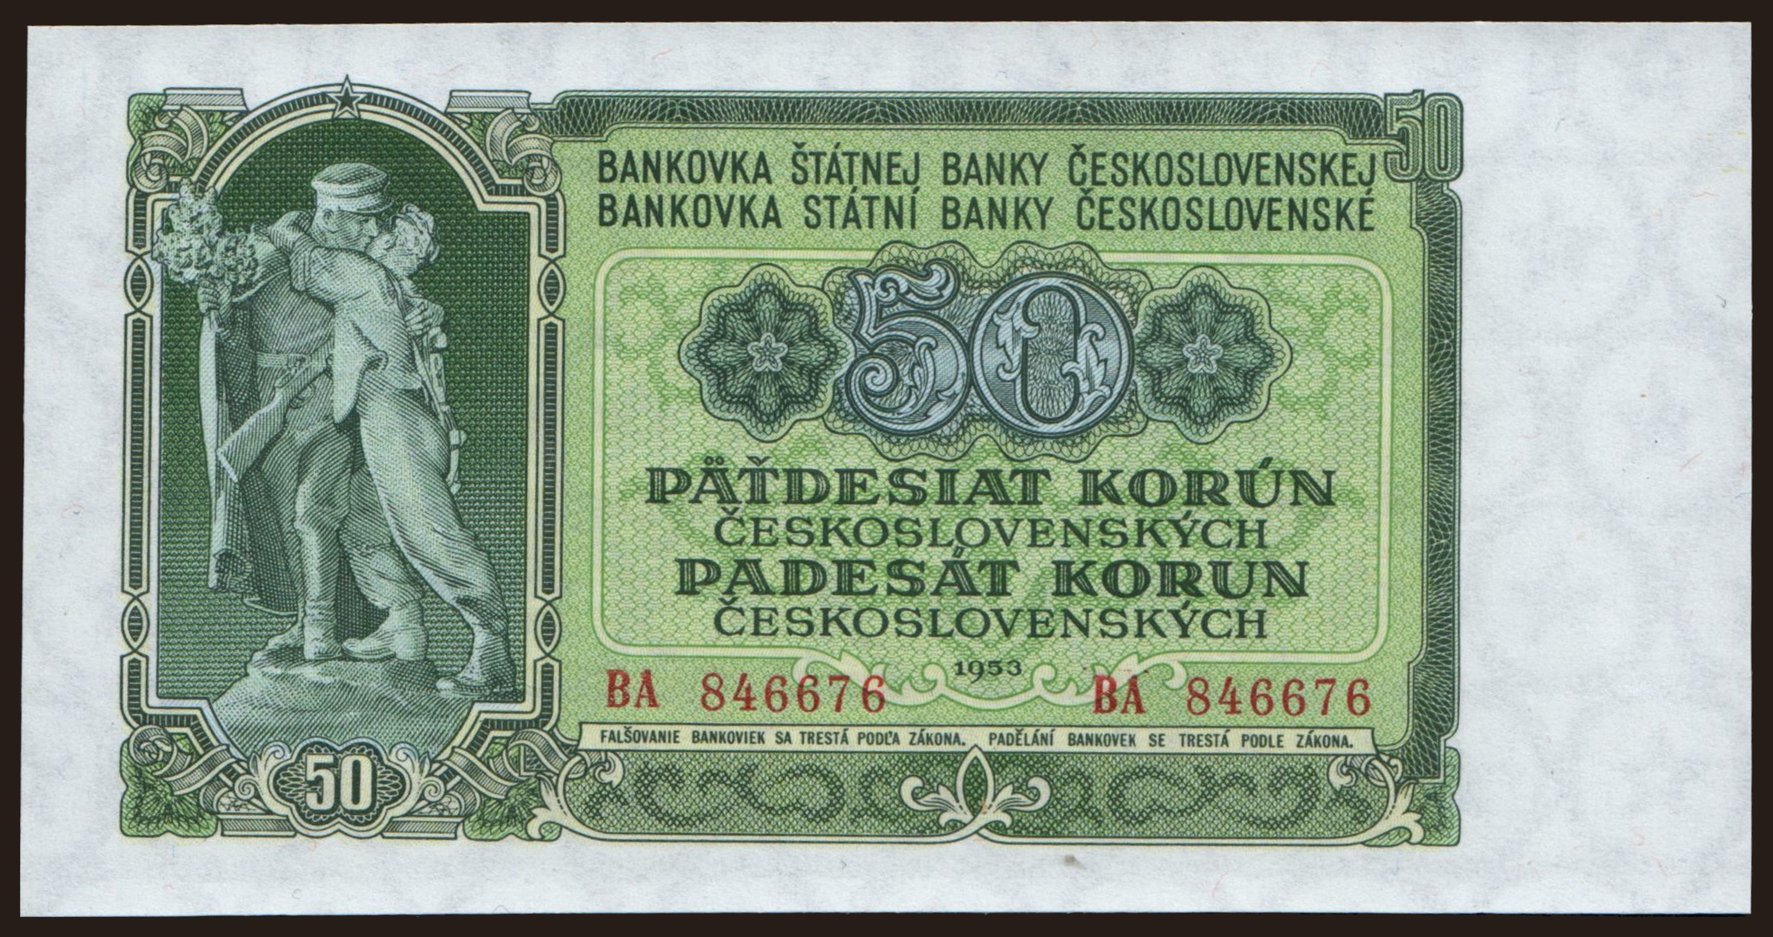 50
BANKOVKA ŠTÁTNEJ BANKY ČESKOSLOVENSKEJ
BANKOVKA STÁTNÍ BANKY ČESKOSLOVENSKÉ
50
PÄŤDESIAT KORÚN
ČESKOSLOVENSKÝCH
PADESÁT KORUN
ČESKOSLOVENSKÝCH
1953
BA 846676 BA 846676
FALŠOVANIE BANKOVIEK SA TRESTÁ PODĽA ZÁKONA. PADĚLÁNÍ BANKOVEK SE TRESTÁ PODLE ZÁKONA.
50